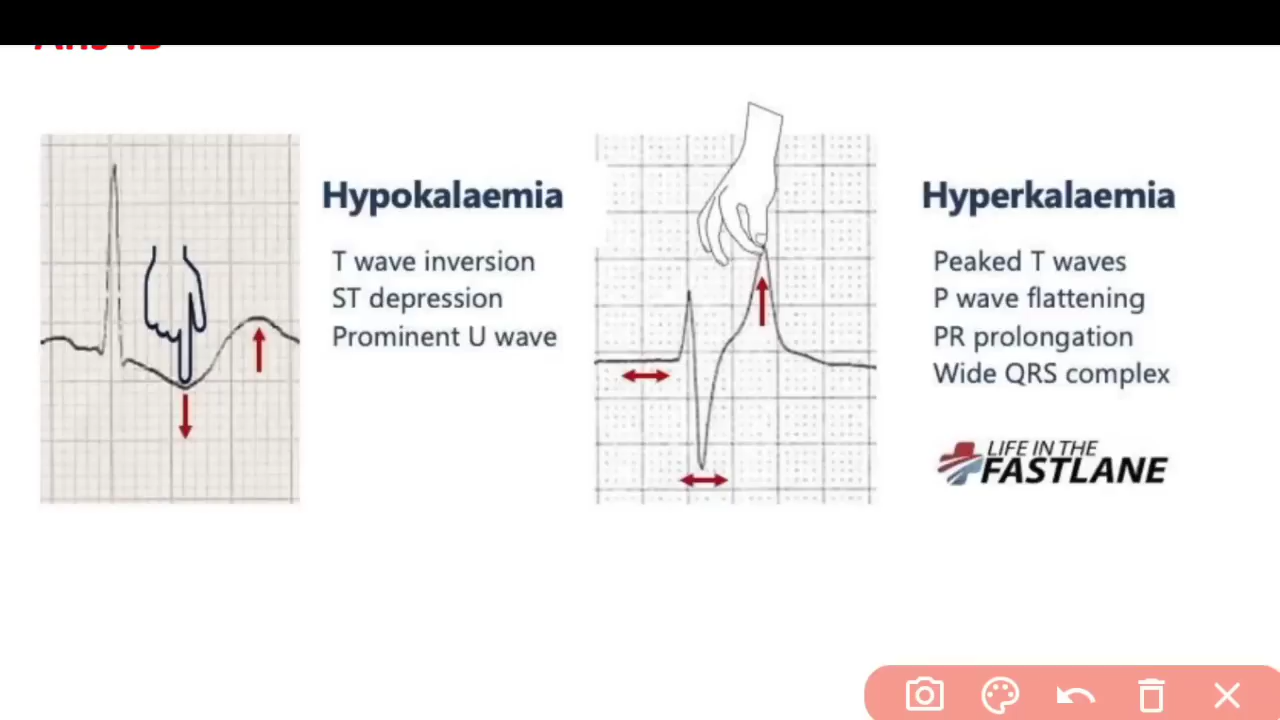 Hypokalaemia
T wave inversion
ST depression
Prominent U wave
Hyperkalaemia
Peaked T waves
P wave flattening
PR prolongation
Wide QRS complex
LIFE IN THE
FASTLANE